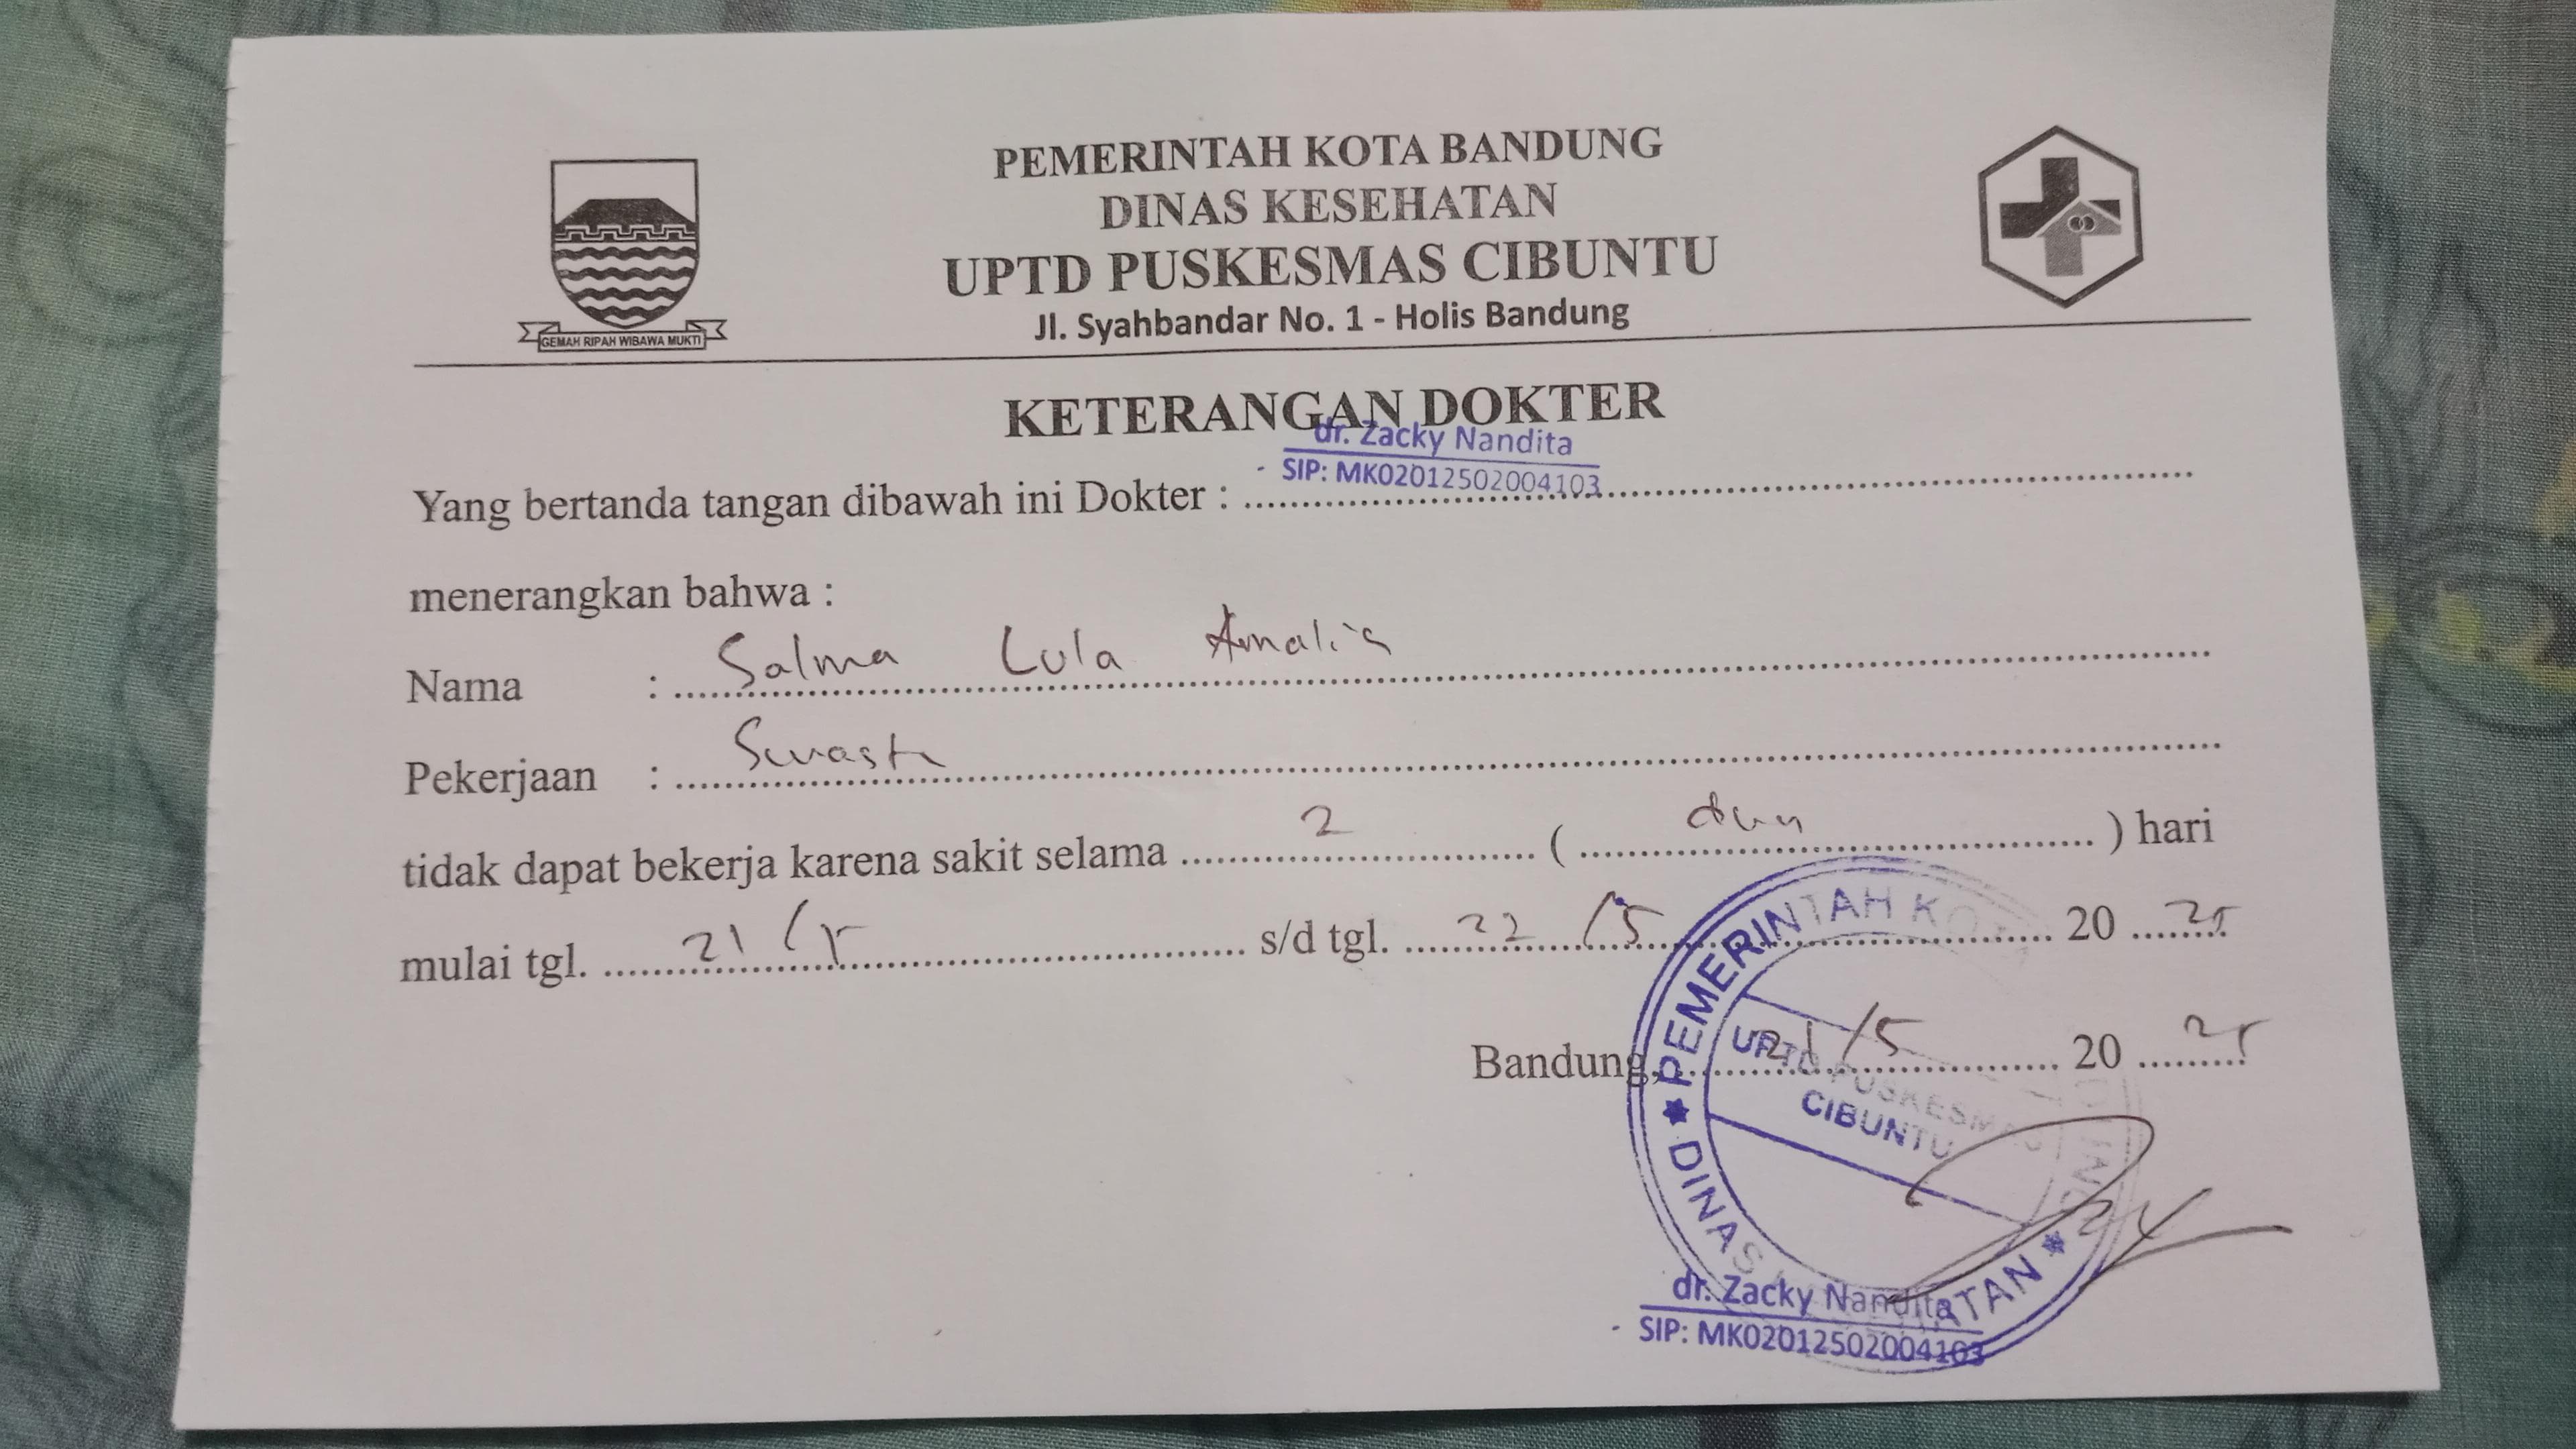 PEMERINTAH KOTA BANDUNG
DINAS KESEHATAN
UPTD PUSKESMAS CIBUNTU
Jl. Syahbandar No. 1 - Holis Bandung
GEMAH RIPAH WIBAWA MUKTI
KETERANGAN DOKTER
dr. Zacky Nandita
SIP: MK02012502004103
Yang bertanda tangan dibawah ini Dokter :
menerangkan bahwa :
Nama : Salma Lula Amalia
Pekerjaan : Swasta
tidak dapat bekerja karena sakit selama 2 ( dua ) hari
mulai tgl. 21/5 s/d tgl. 22/5 20 25
Bandung, 21/5 20 25
PEMERINTAH KOTA BANDUNG
UPTD PUSKESMAS
CIBUNTU
DINAS KESEHATAN
dr. Zacky Nandita
SIP: MK02012502004103